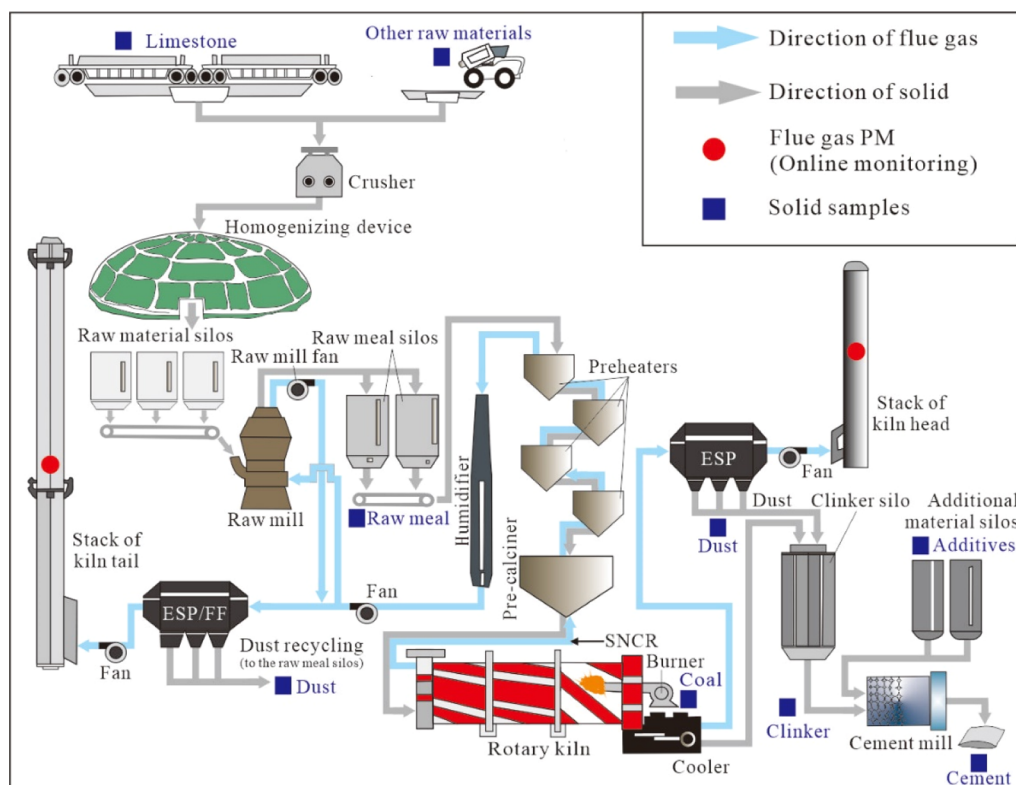 Limestone
Other raw materials
Direction of flue gas
Direction of solid
Flue gas PM
(Online monitoring)
Solid samples
Crusher
Homogenizing device
Raw material silos
Raw mill fan
Raw meal silos
Preheaters
Stack of
kiln head
ESP
Fan
Humidifier
Raw mill
Raw meal
Dust
Dust
Clinker silo
Additional
material silos
Additives
Stack of
kiln tail
Pre-calciner
ESP/FF
Fan
Fan
Dust recycling
(to the raw meal silos)
Dust
SNCR
Burner
Coal
Rotary kiln
Cooler
Clinker
Cement mill
Cement